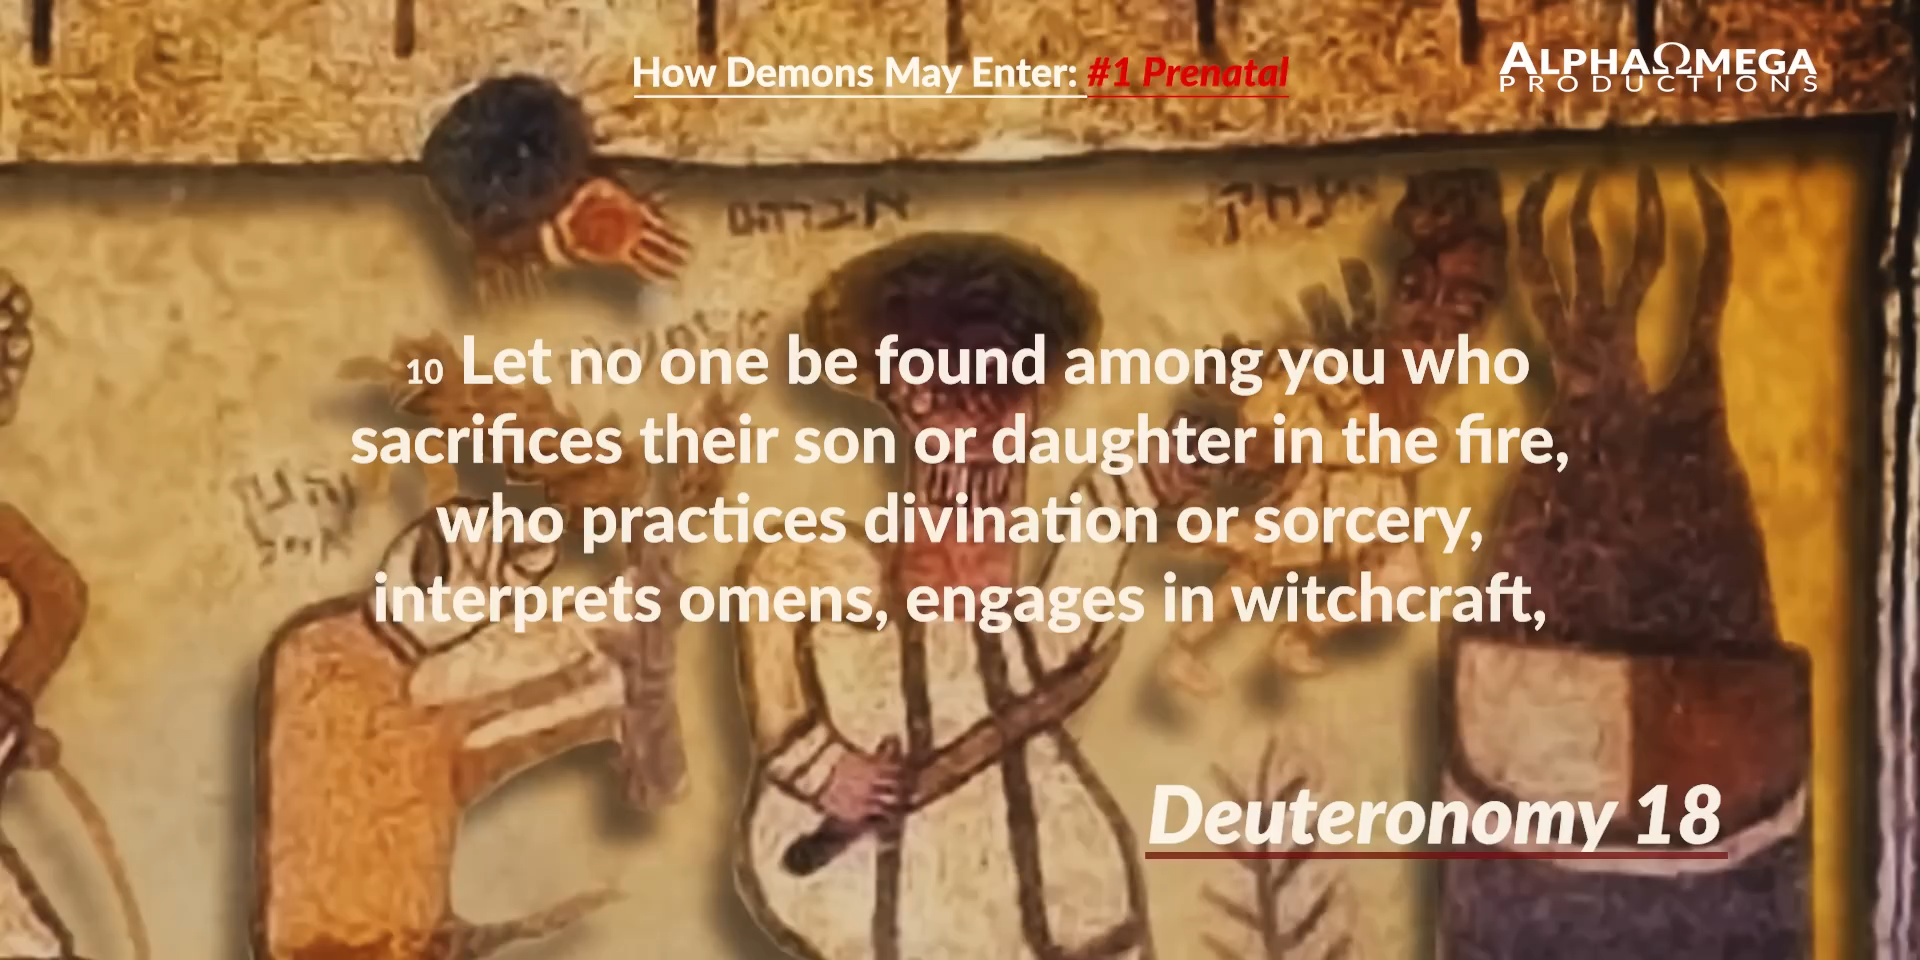 How Demons May Enter: #1 Prenatal
ALPHAΩMEGA
PRODUCTIONS
אברהם
10 Let no one be found among you who
sacrifices their son or daughter in the fire,
who practices divination or sorcery,
interprets omens, engages in witchcraft,
Deuteronomy 18